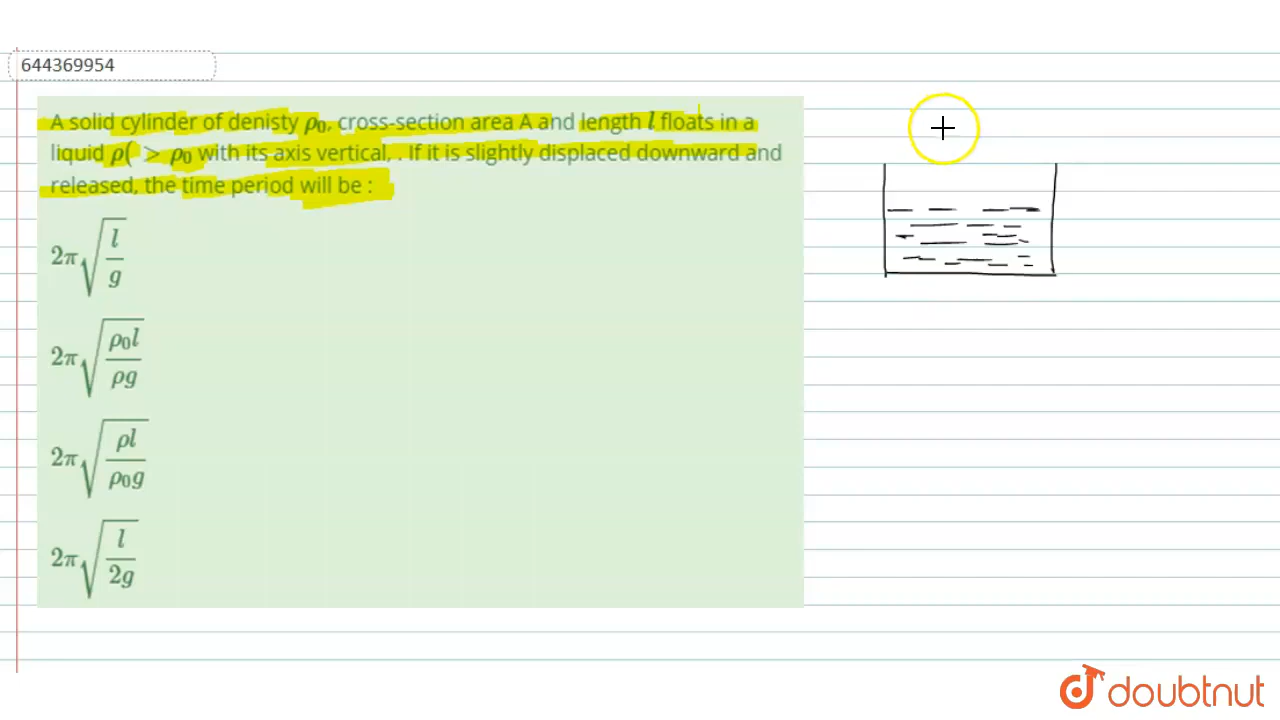 644369954
A solid cylinder of denisty ρ₀, cross-section area A and length l floats in a
liquid ρ( > ρ₀ with its axis vertical, . If it is slightly displaced downward and
released, the time period will be :
2π√(l/g)
2π√(ρ₀l/ρg)
2π√(ρl/ρ₀g)
2π√(l/2g)
doubtnut